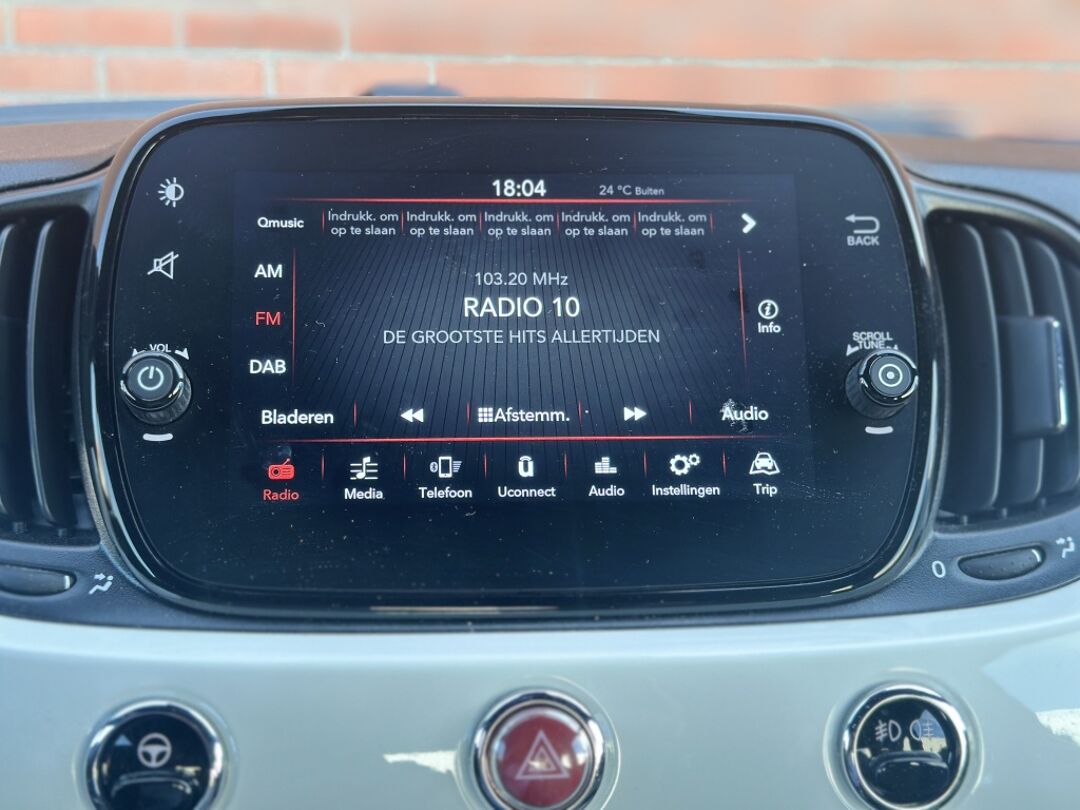 18:04 24 °C Buiten
Qmusic Indrukk. om op te slaan Indrukk. om op te slaan Indrukk. om op te slaan Indrukk. om op te slaan Indrukk. om op te slaan
BACK
AM
103.20 MHz
FM
RADIO 10
Info
DE GROOTSTE HITS ALLERTIJDEN
VOL
SCROLL
TUNE
DAB
Bladeren Afstemm. Audio
Radio Media Telefoon Uconnect Audio Instellingen Trip
0